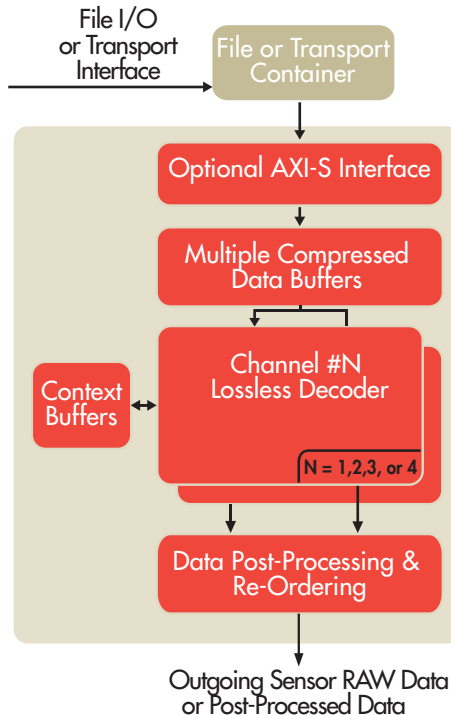 File I/O
or Transport
Interface
File or Transport
Container
Optional AXI-S Interface
Multiple Compressed
Data Buffers
Channel #N
Lossless Decoder
Context
Buffers
N = 1,2,3, or 4
Data Post-Processing &
Re-Ordering
Outgoing Sensor RAW Data
or Post-Processed Data